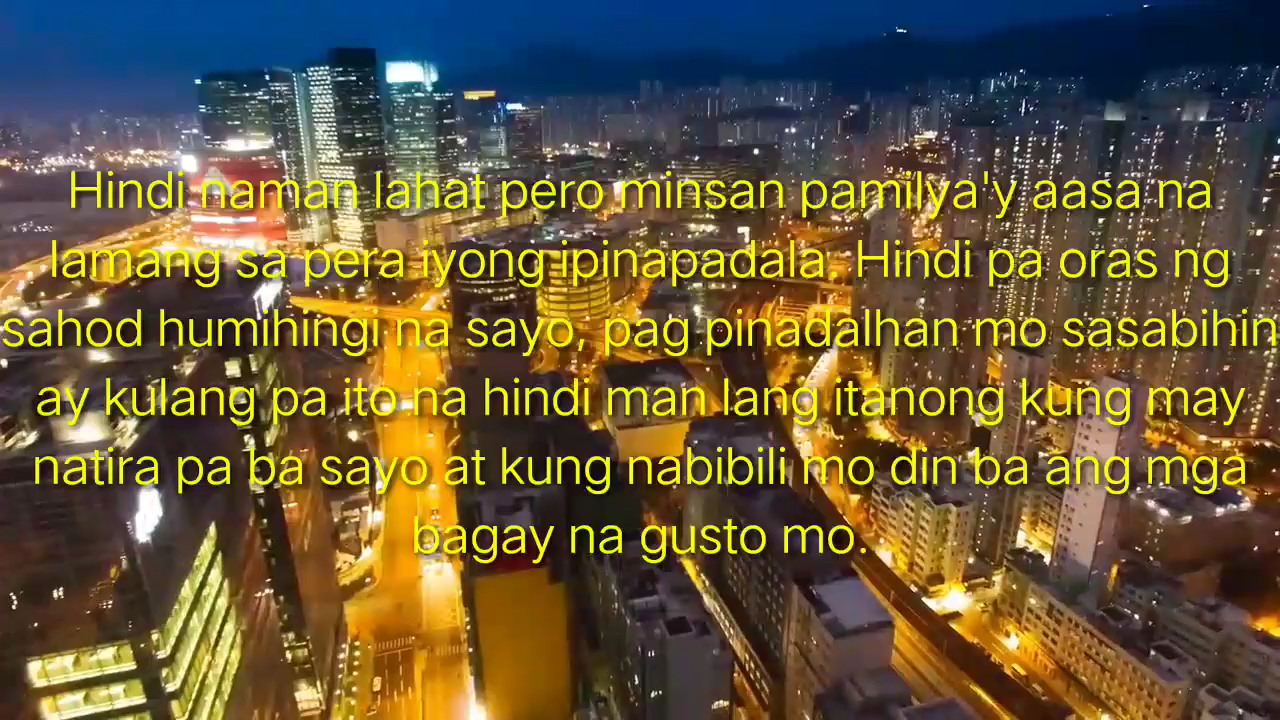 Hindi naman lahat pero minsan pamilya'y aasa na
lamang sa pera iyong ipinapadala. Hindi pa oras ng
sahod humihingi na sayo, pag pinadalhan mo sasabihin
ay kulang pa ito na hindi man lang itanong kung may
natira pa ba sayo at kung nabibili mo din ba ang mga
bagay na gusto mo.